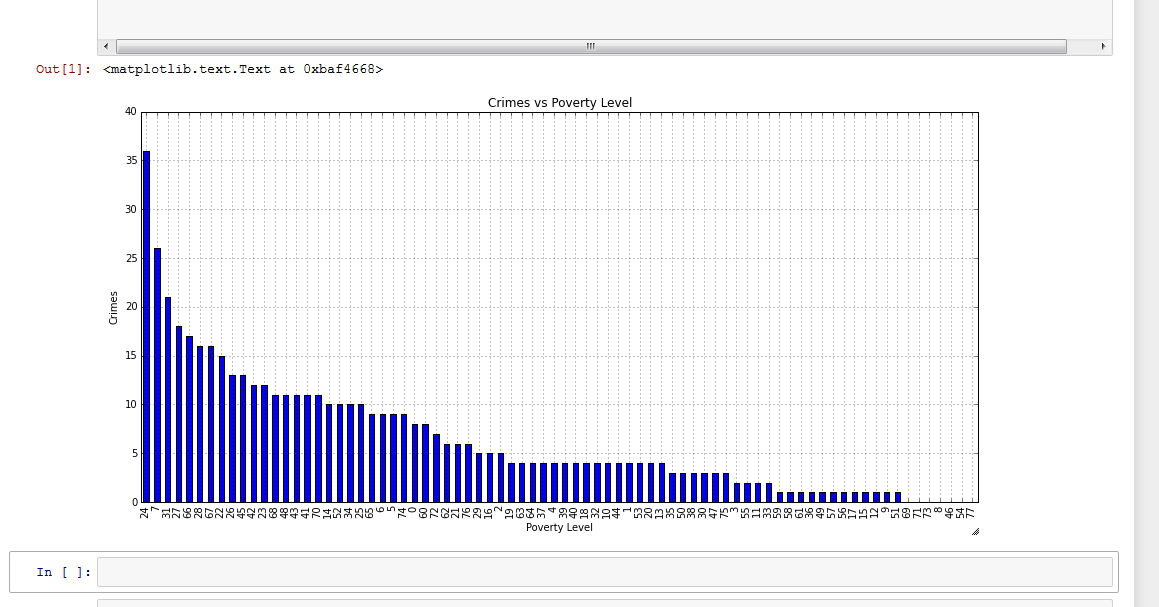 Out[1]: <matplotlib.text.Text at 0xbaf4668>
Crimes vs Poverty Level
40
35
30
25
20
15
10
5
0
Crimes
24 7 31 27 66 28 67 22 26 45 42 23 68 48 43 41 70 14 52 34 25 65 6 5 74 0 60 72 62 21 76 29 16 2 19 63 64 37 4 39 40 18 32 10 44 1 53 20 13 35 50 38 30 47 75 3 55 11 33 59 58 61 36 49 57 56 17 15 12 9 51 69 71 73 8 46 54 77
Poverty Level
In [ ]: